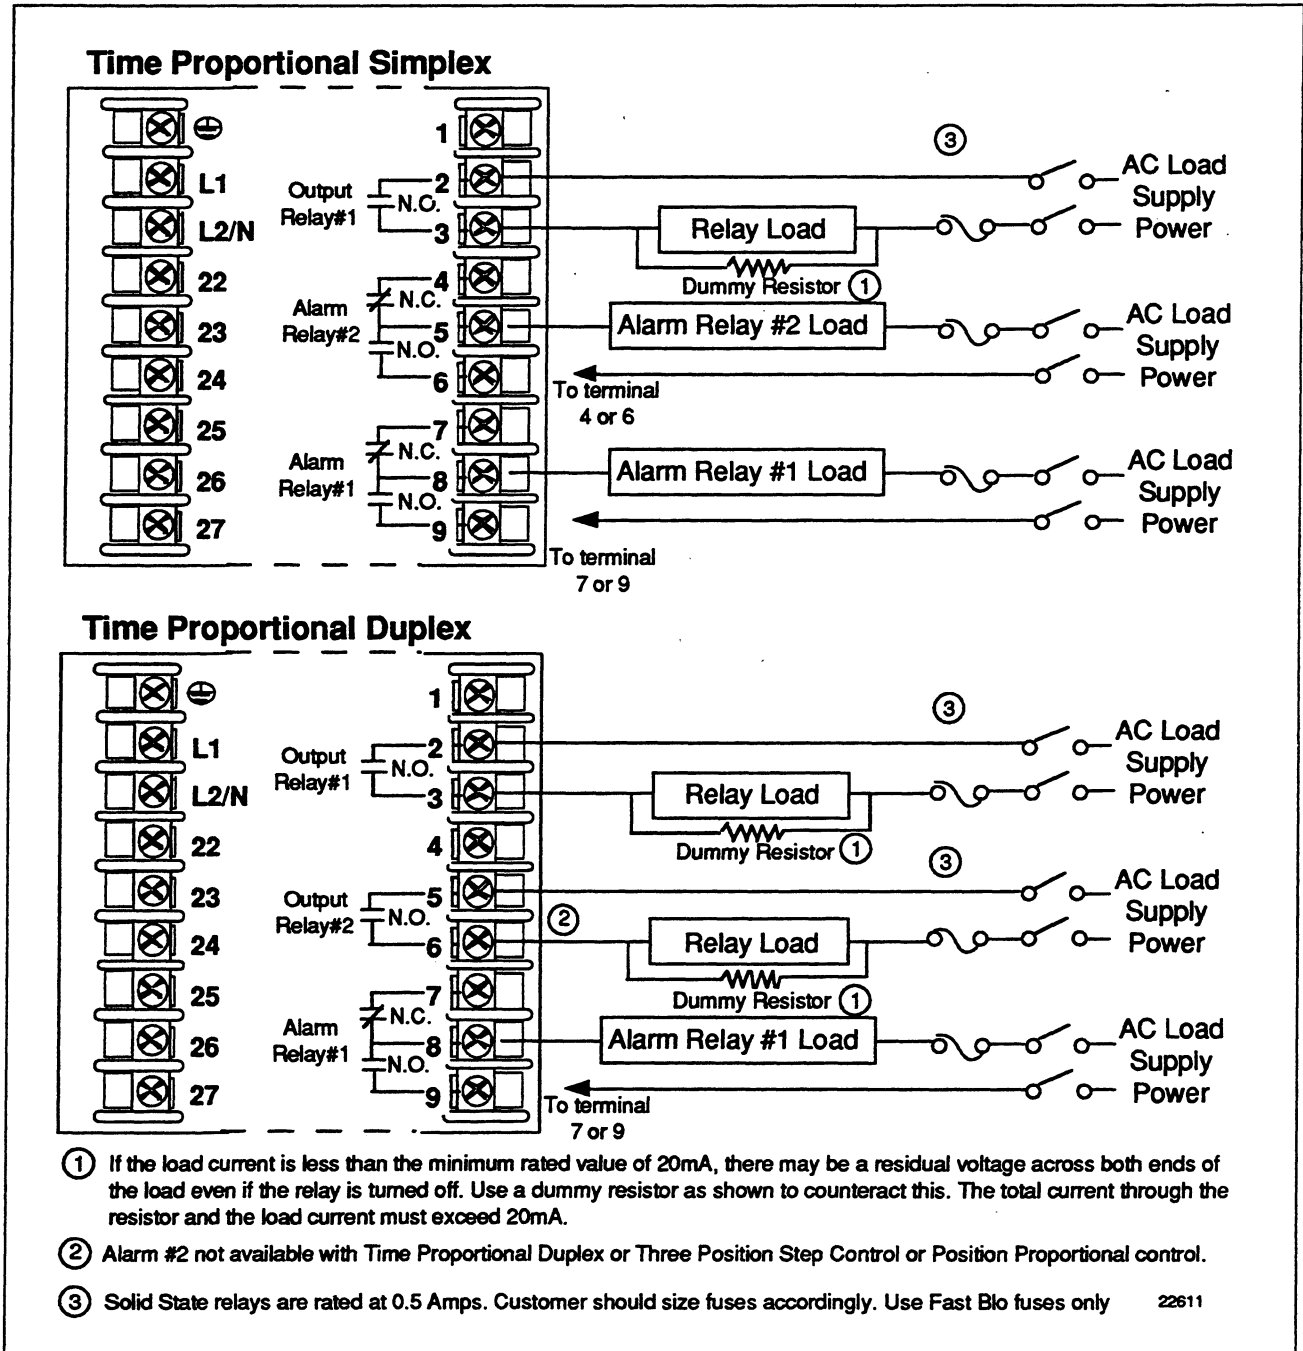 Time Proportional Simplex
1
③
L1
Output
Relay#1
N.O.
2
AC Load
Supply
Power
L2/N
3
Relay Load
22
4
N.C.
Dummy Resistor ①
Alarm
Relay#2
23
5
Alarm Relay #2 Load
AC Load
Supply
Power
N.O.
24
6
To terminal
4 or 6
25
7
N.C.
Alarm
Relay#1
26
8
Alarm Relay #1 Load
AC Load
Supply
Power
N.O.
27
9
To terminal
7 or 9
Time Proportional Duplex
1
③
L1
Output
Relay#1
N.O.
2
AC Load
Supply
Power
L2/N
3
Relay Load
22
4
Dummy Resistor ①
③
23
Output
Relay#2
N.O.
5
②
AC Load
Supply
Power
24
6
Relay Load
25
7
N.C.
Dummy Resistor ①
Alarm
Relay#1
26
8
Alarm Relay #1 Load
AC Load
Supply
Power
N.O.
27
9
To terminal
7 or 9
① If the load current is less than the minimum rated value of 20mA, there may be a residual voltage across both ends of
the load even if the relay is turned off. Use a dummy resistor as shown to counteract this. The total current through the
resistor and the load current must exceed 20mA.
② Alarm #2 not available with Time Proportional Duplex or Three Position Step Control or Position Proportional control.
③ Solid State relays are rated at 0.5 Amps. Customer should size fuses accordingly. Use Fast Blo fuses only
22611